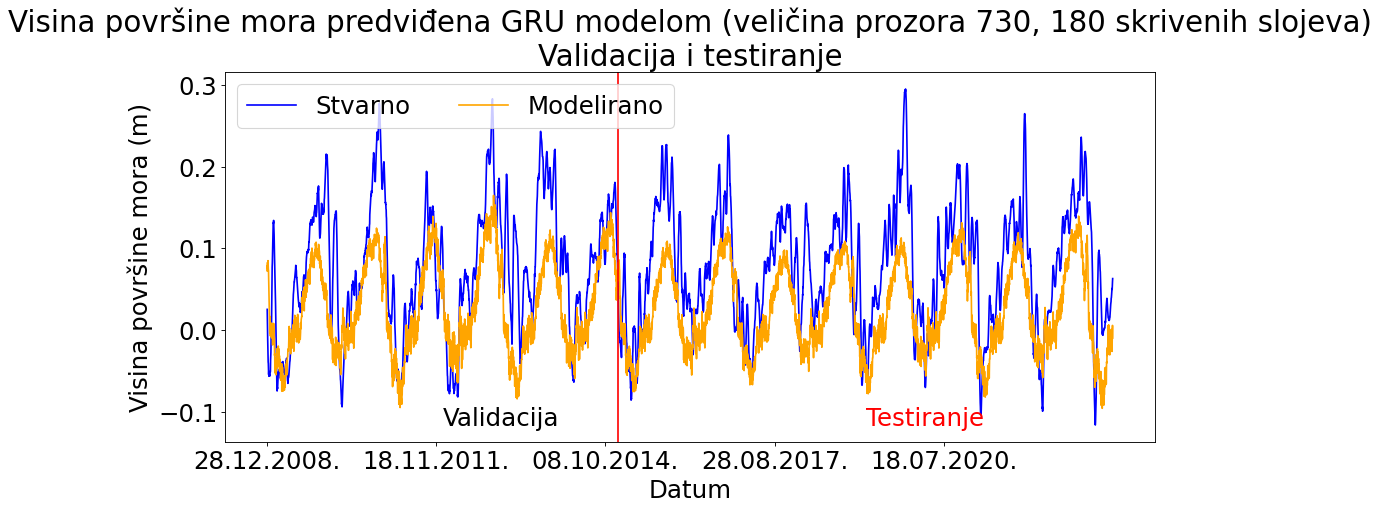 Visina površine mora predviđena GRU modelom (veličina prozora 730, 180 skrivenih slojeva)
Validacija i testiranje
Stvarno
Modelirano
Visina površine mora (m)
0.3
0.2
0.1
0.0
−0.1
Validacija
Testiranje
28.12.2008.
18.11.2011.
08.10.2014.
28.08.2017.
18.07.2020.
Datum